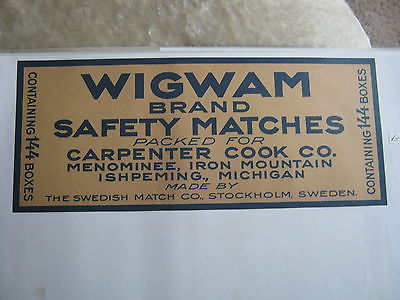 CONTAINING 144 BOXES
WIGWAM
BRAND
SAFETY MATCHES
PACKED FOR
CARPENTER COOK CO.
MENOMINEE, IRON MOUNTAIN
ISHPEMING., MICHIGAN
MADE BY
THE SWEDISH MATCH CO., STOCKHOLM, SWEDEN.
CONTAINING 144 BOXES